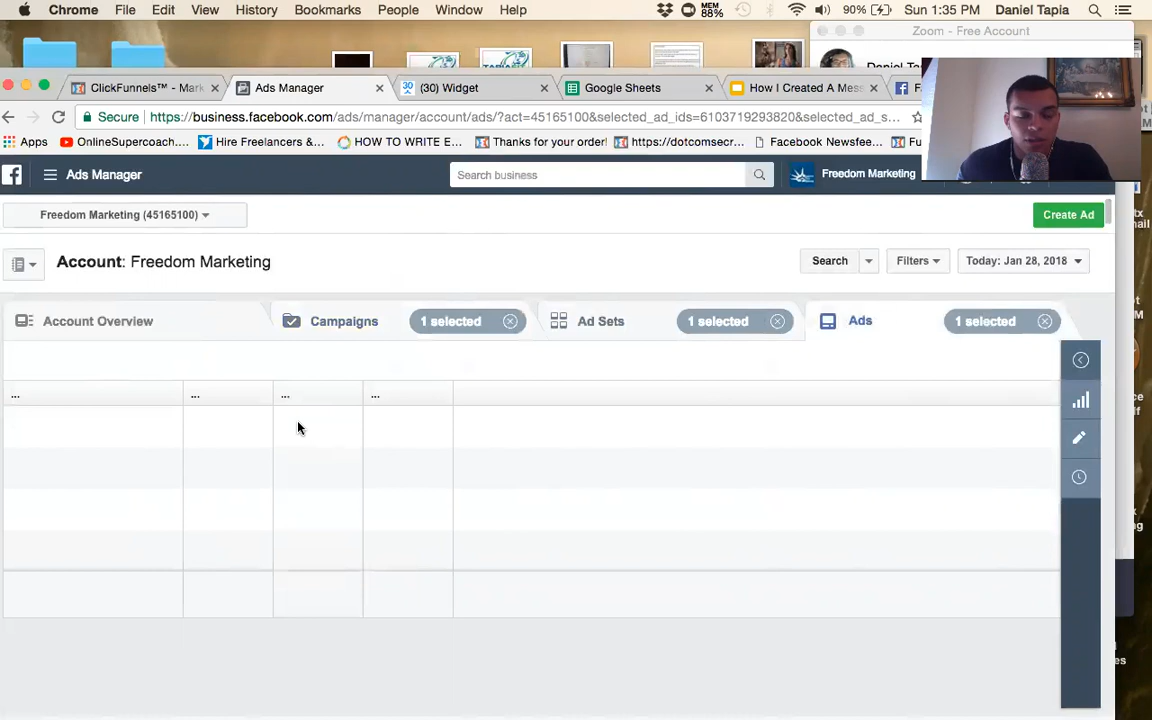 Chrome File Edit View History Bookmarks People Window Help MEM 88% 90% Sun 1:35 PM Daniel Tapia
Zoom - Free Account
ClickFunnels™ - Mark Ads Manager (30) Widget Google Sheets How I Created A Mess
Secure https://business.facebook.com/ads/manager/account/ads/?act=45165100&selected_ad_ids=6103719293820&selected_ad_s...
Apps OnlineSupercoach.... Hire Freelancers & HOW TO WRITE E... Thanks for your order! https://dotcomsecr... Facebook Newsfee...
Ads Manager Search business Freedom Marketing
Freedom Marketing (45165100) Create Ad
Account: Freedom Marketing Search Filters Today: Jan 28, 2018
Account Overview Campaigns 1 selected Ad Sets 1 selected Ads 1 selected
... ... ... ...